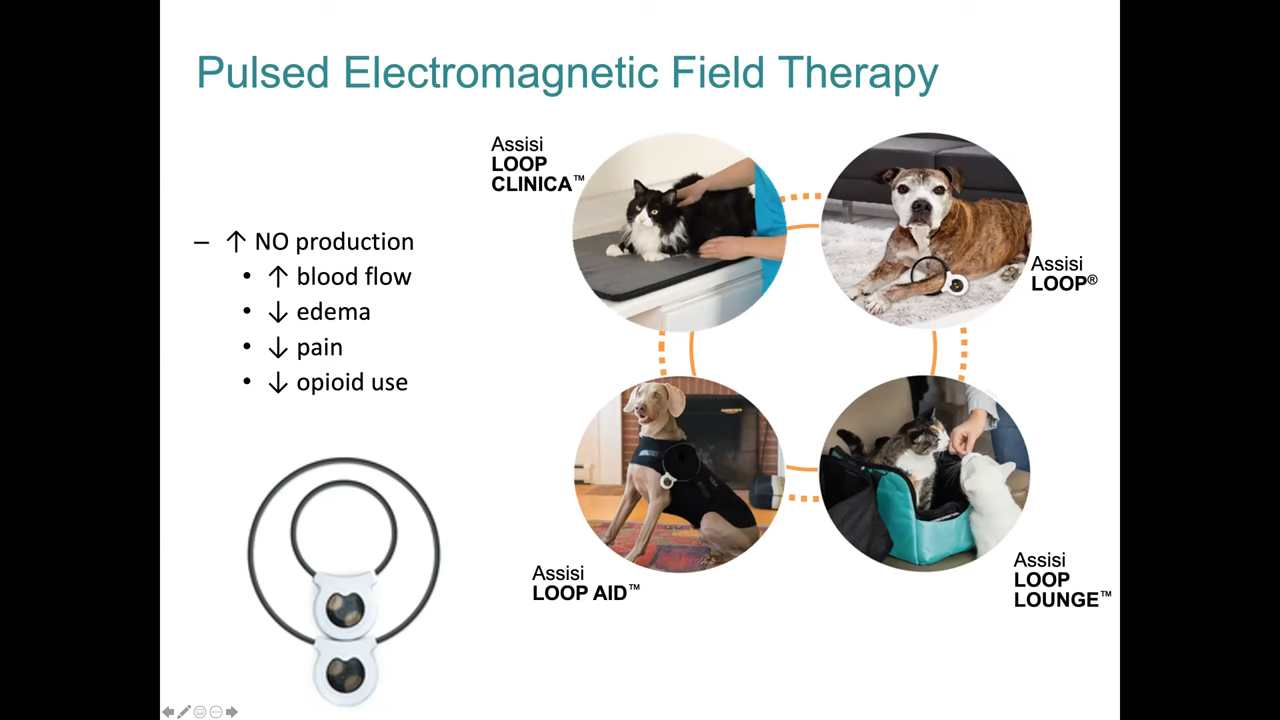 Pulsed Electromagnetic Field Therapy
Assisi
LOOP
CLINICA™
– ↑ NO production
• ↑ blood flow
• ↓ edema
• ↓ pain
• ↓ opioid use
Assisi
LOOP®
Assisi
LOOP AID™
Assisi
LOOP
LOUNGE™